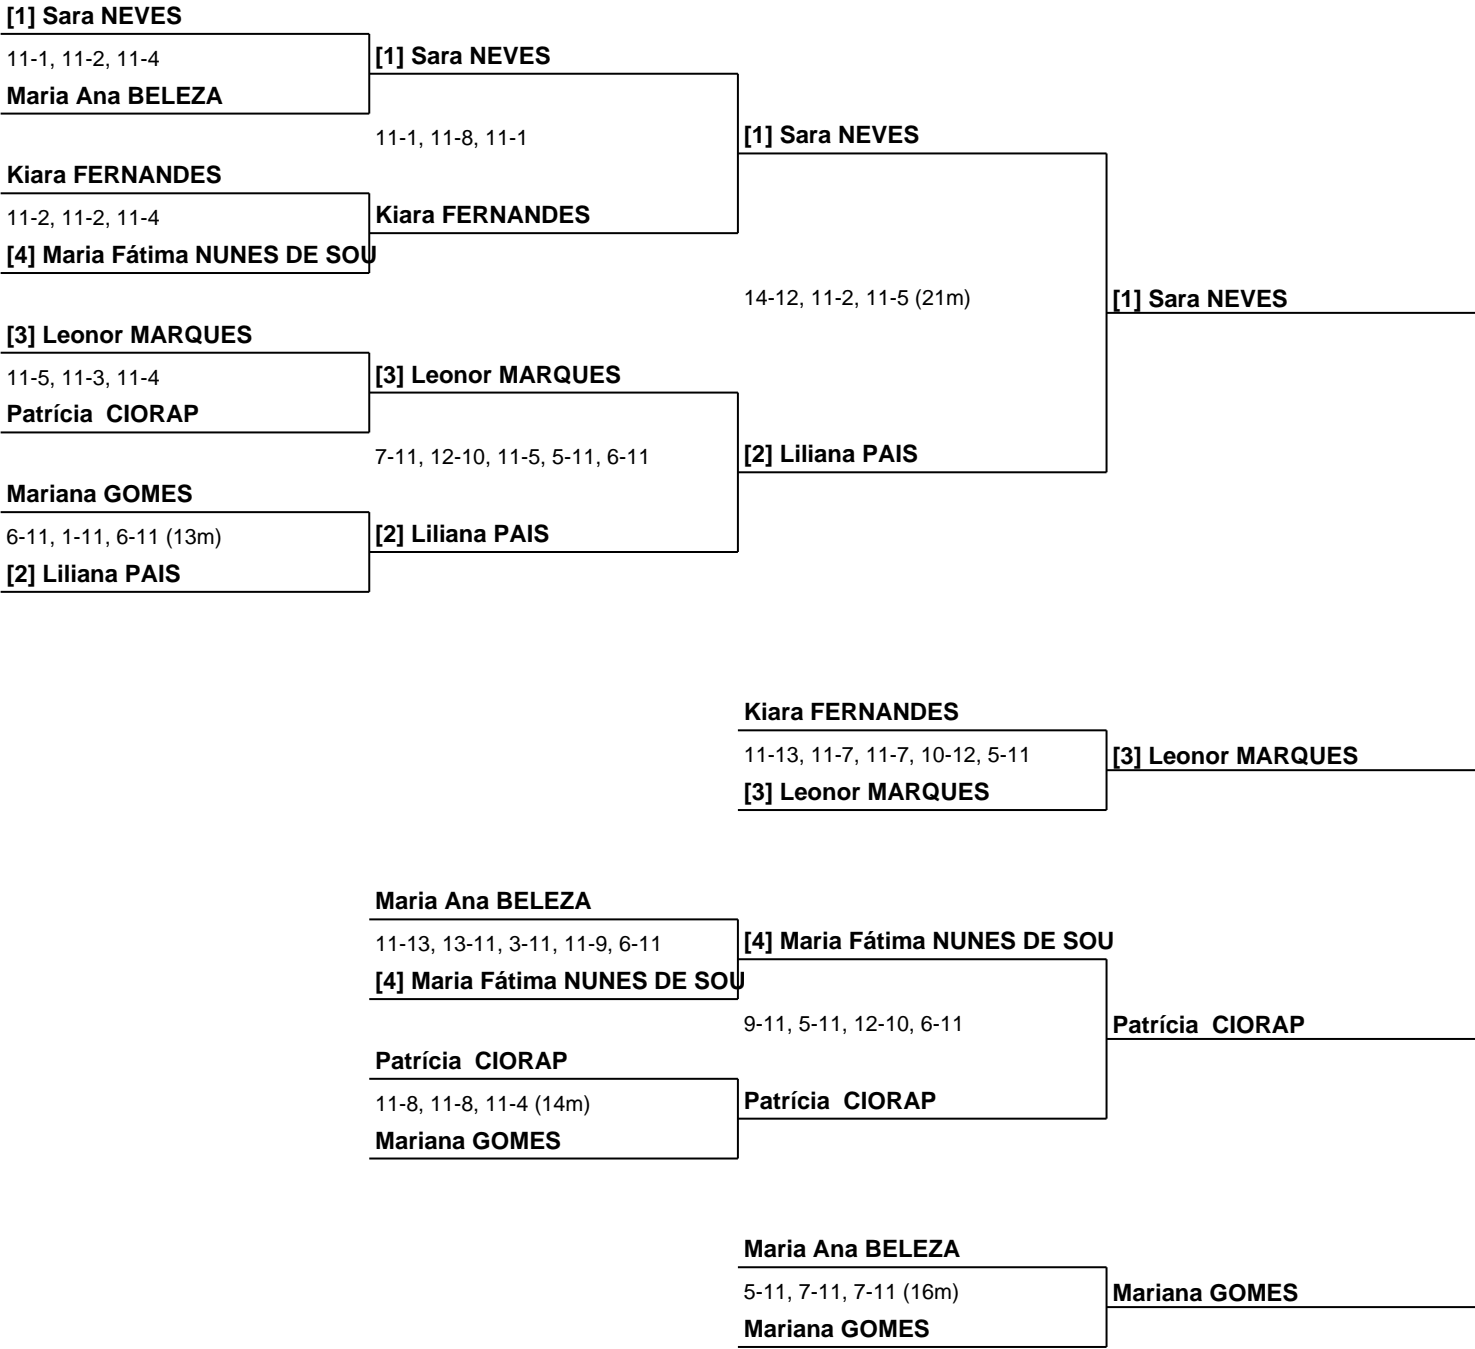 [1] Sara NEVES
11-1, 11-2, 11-4
[1] Sara NEVES
Maria Ana BELEZA
11-1, 11-8, 11-1
[1] Sara NEVES
Kiara FERNANDES
11-2, 11-2, 11-4
Kiara FERNANDES
[4] Maria Fátima NUNES DE SOU
14-12, 11-2, 11-5 (21m)
[1] Sara NEVES
[3] Leonor MARQUES
11-5, 11-3, 11-4
[3] Leonor MARQUES
Patrícia  CIORAP
7-11, 12-10, 11-5, 5-11, 6-11
[2] Liliana PAIS
Mariana GOMES
6-11, 1-11, 6-11 (13m)
[2] Liliana PAIS
[2] Liliana PAIS
Kiara FERNANDES
11-13, 11-7, 11-7, 10-12, 5-11
[3] Leonor MARQUES
[3] Leonor MARQUES
Maria Ana BELEZA
11-13, 13-11, 3-11, 11-9, 6-11
[4] Maria Fátima NUNES DE SOU
[4] Maria Fátima NUNES DE SOU
9-11, 5-11, 12-10, 6-11
Patrícia  CIORAP
Patrícia  CIORAP
11-8, 11-8, 11-4 (14m)
Patrícia  CIORAP
Mariana GOMES
Maria Ana BELEZA
5-11, 7-11, 7-11 (16m)
Mariana GOMES
Mariana GOMES